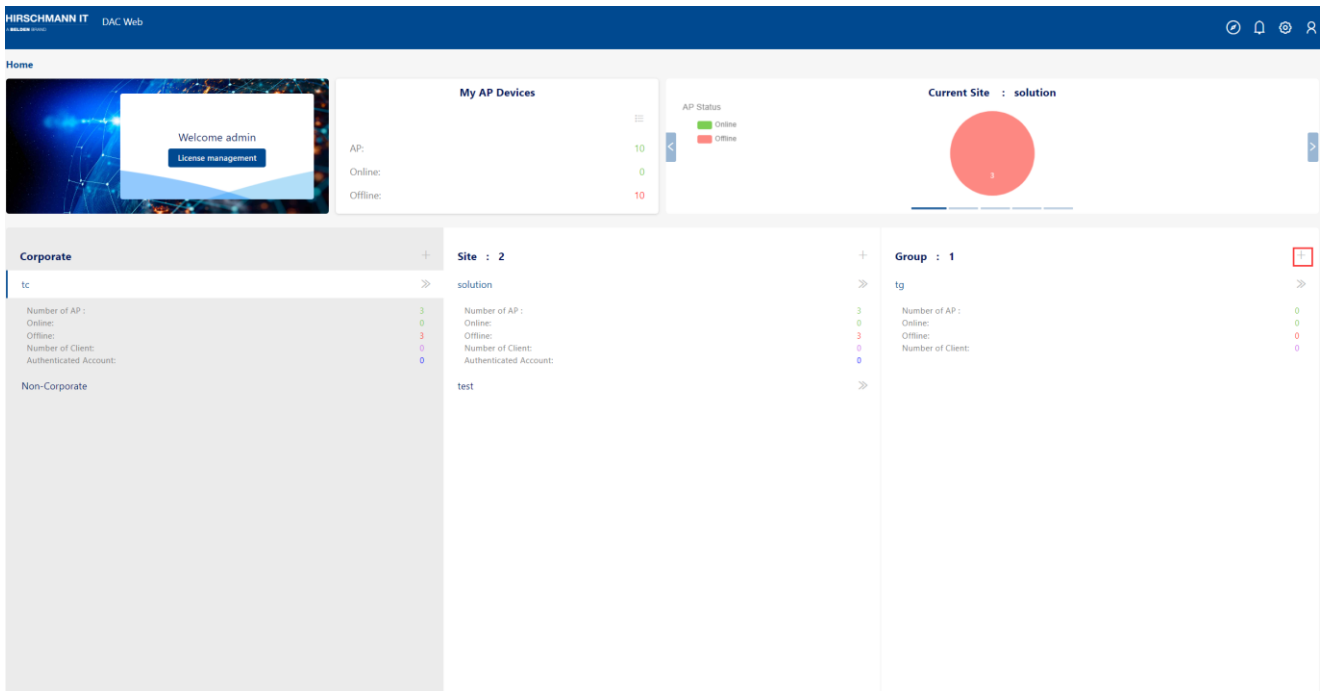 HIRSCHMANN IT
DAC Web
A BELDEN BRAND
Home
Welcome admin
License management
My AP Devices
AP: 10
Online: 0
Offline: 10
Current Site : solution
AP Status
Online
Offline
3
Corporate
tc
Number of AP : 3
Online: 0
Offline: 3
Number of Client: 0
Authenticated Account: 0
Non-Corporate
Site : 2
solution
Number of AP : 3
Online: 0
Offline: 3
Number of Client: 0
Authenticated Account: 0
test
Group : 1
tg
Number of AP : 0
Online: 0
Offline: 0
Number of Client: 0